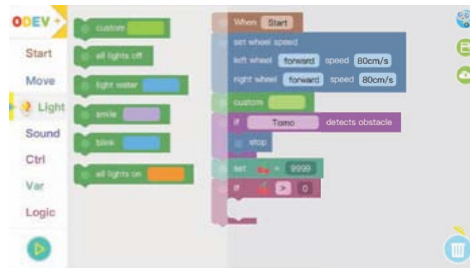 ODEV
Start
Move
Light
Sound
Ctrl
Var
Logic
custom
all lights off
light water
smile
blink
all lights on
When Start
set wheel speed
left wheel forward speed 80cm/s
right wheel forward speed 80cm/s
custom
if Tomo detects obstacle
stop
set = 9999
if > 0